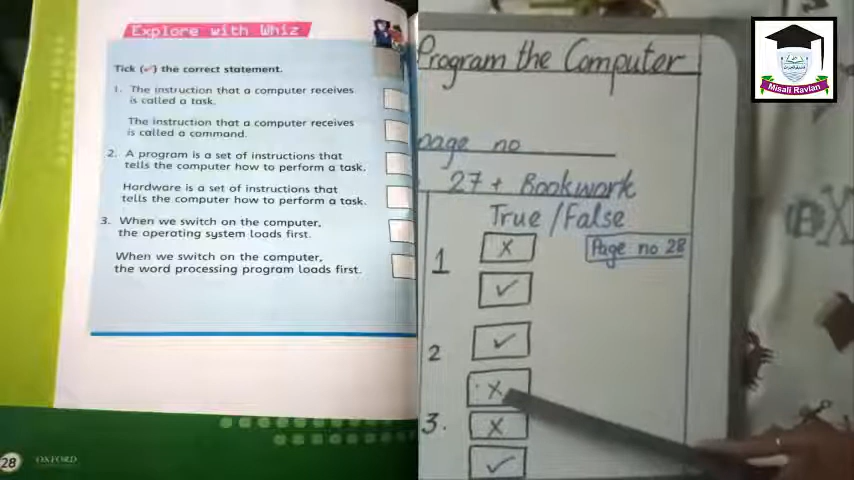 Explore with Whiz
Tick (✓) the correct statement.
1. The instruction that a computer receives
is called a task.
The instruction that a computer receives
is called a command.
2. A program is a set of instructions that
tells the computer how to perform a task.
Hardware is a set of instructions that
tells the computer how to perform a task.
3. When we switch on the computer,
the operating system loads first.
When we switch on the computer,
the word processing program loads first.
28 OXFORD
Program the Computer
page no
27 + Bookwork
True/False
Page no 28
1 x
✓
2 ✓
x
3. x
✓
Misali Ravian